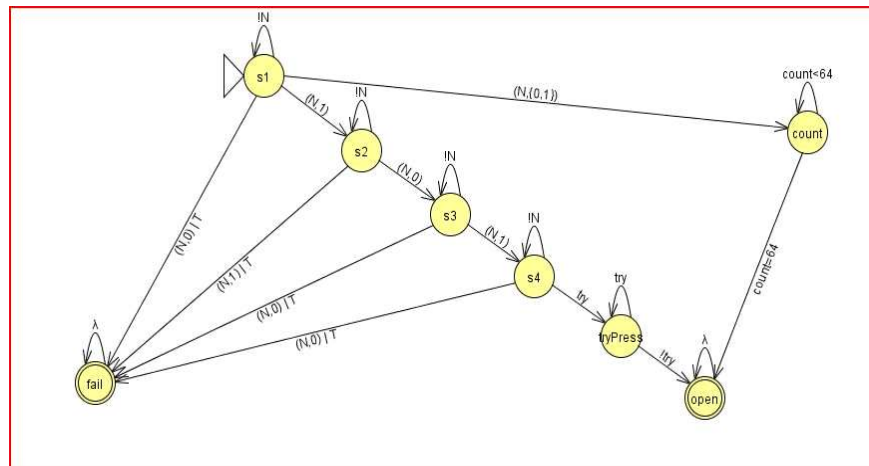 !N
s1
count<64
(N,{0,1})
count
(N,1)
!N
s2
(N,0)
!N
s3
(N,1)
!N
s4
(N,0) | T
(N,1) | T
(N,0) | T
(N,0) | T
count=64
try
try
tryPress
!try
λ
open
λ
fail